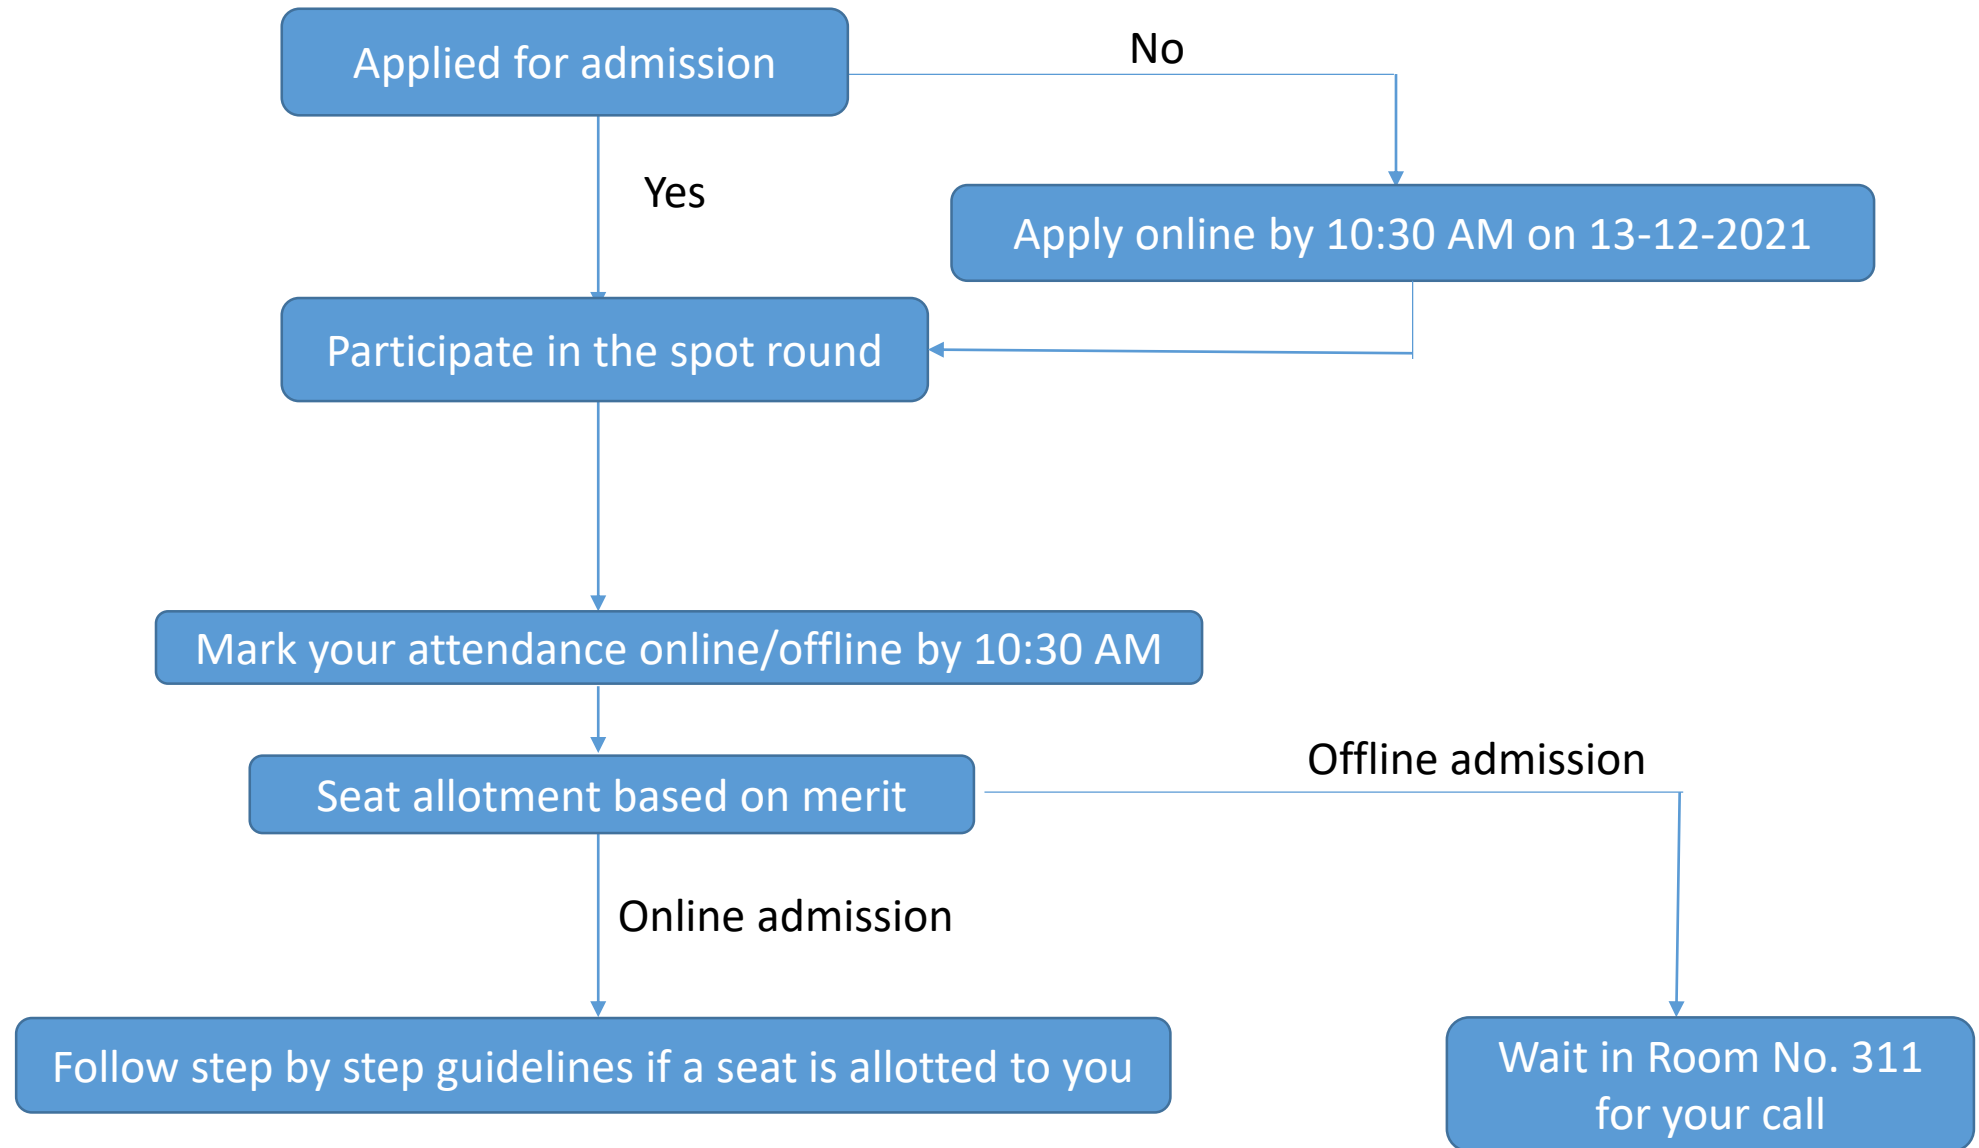 Applied for admission
No
Yes
Apply online by 10:30 AM on 13-12-2021
Participate in the spot round
Mark your attendance online/offline by 10:30 AM
Seat allotment based on merit
Offline admission
Online admission
Follow step by step guidelines if a seat is allotted to you
Wait in Room No. 311
for your call